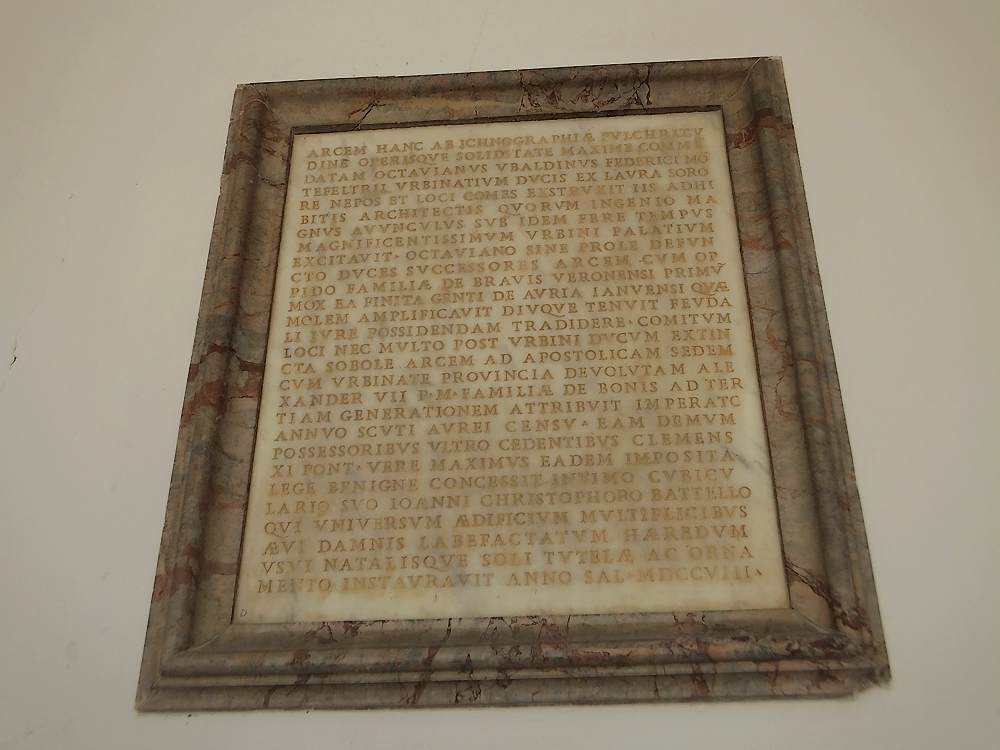 ARCEM HANC AB ICHNOGRAPHIÆ PVLCHRITV
DINE OPERISQVE SOLIDITATE MAXIME COMMĒ
DATAM OCTAVIANVS VBALDINVS FEDERICI MŌ
TEFELTRII VRBINATIVM DVCIS EX LAVRA SORO
RE NEPOS ET LOCI COMES EXSTRVXIT IIS ADHI
BITIS ARCHITECTIS QVORVM INGENIO MA
GNVS AVVNCVLVS SVB IDEM FERE TEMPVS
MAGNIFICENTISSIMVM VRBINI PALATIVM
EXCITAVIT· OCTAVIANO SINE PROLE DEFVN
CTO DVCES SVCCESSORES ARCEM CVM OP
PIDO FAMILIÆ DE BRAVIS VERONENSI PRIMV̄
MOX EA FINITA GENTI DE AVRIA IANVENSI QVÆ
MOLEM AMPLIFICAVIT DIVQVE TENVIT FEVDA
LI IVRE POSSIDENDAM TRADIDERE· COMITVM
LOCI NEC MVLTO POST VRBINI DVCVM EXTIN
CTA SOBOLE ARCEM AD APOSTOLICAM SEDEM
CVM VRBINATE PROVINCIA DEVOLVTAM ALE
XANDER VII P·M·FAMILIÆ DE BONIS AD TER
TIAM GENERATIONEM ATTRIBVIT IMPERATO
ANNVO SCVTI AVREI CENSV· EAM DEMVM
POSSESSORIBVS VLTRO CEDENTIBVS CLEMENS
XI PONT· VERE MAXIMVS EADEM IMPOSITA
LEGE BENIGNE CONCESSIT INTIMO CVBICV
LARIO SVO IOANNI CHRISTOPHORO BATTELLO
QVI VNIVERSVM ÆDIFICIVM MVLTIPLICIBVS
ÆVI DAMNIS LABEFACTATVM HÆREDVM
VSVI NATALISQVE SOLI TVTELÆ AC ORNA
MENTO INSTAVRAVIT ANNO SAL· MDCCVIII·
D